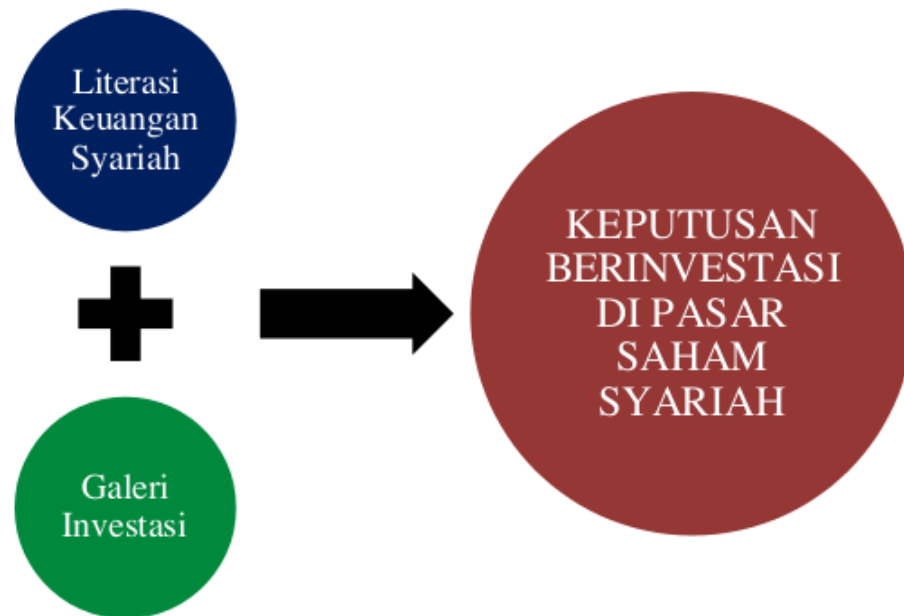 Literasi
Keuangan
Syariah
Galeri
Investasi
KEPUTUSAN
BERINVESTASI
DI PASAR
SAHAM
SYARIAH